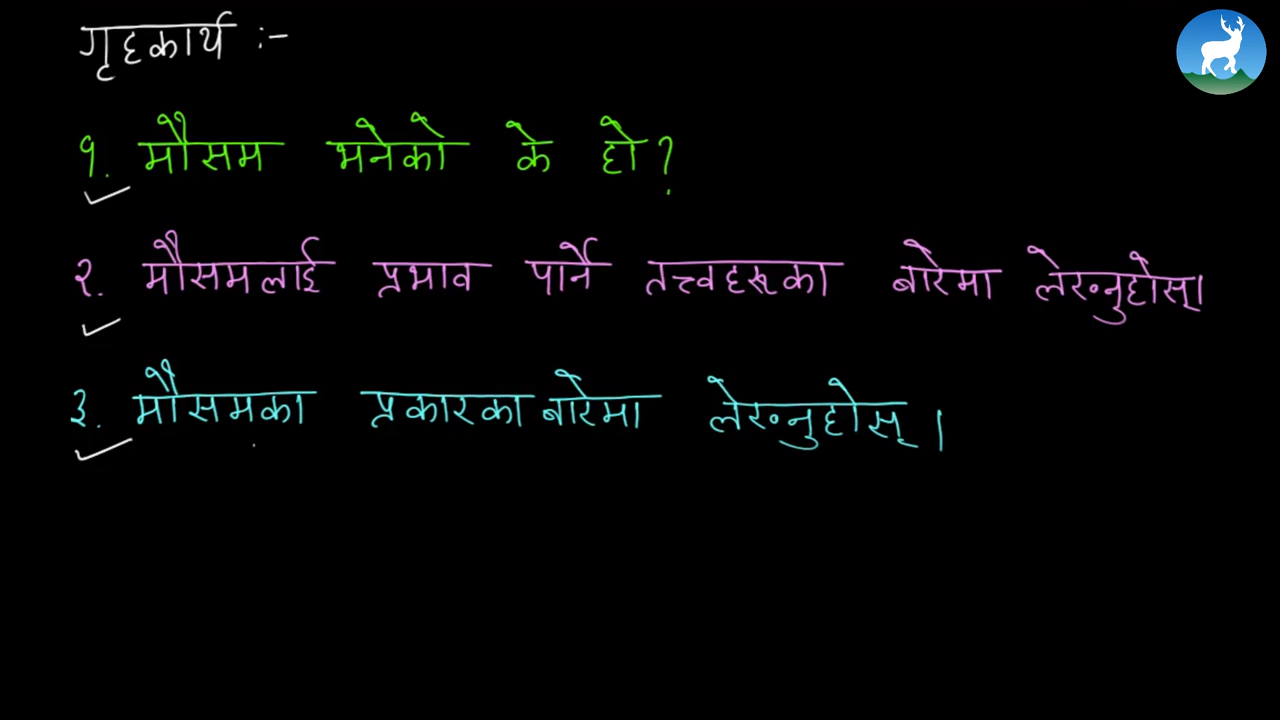 गृहकार्य :-
१. मौसम भनेको के हो?
२. मौसमलाई प्रभाव पार्ने तत्त्वहरूका बारेमा लेख्नुहोस्।
३. मौसमका प्रकारका बारेमा लेख्नुहोस्।